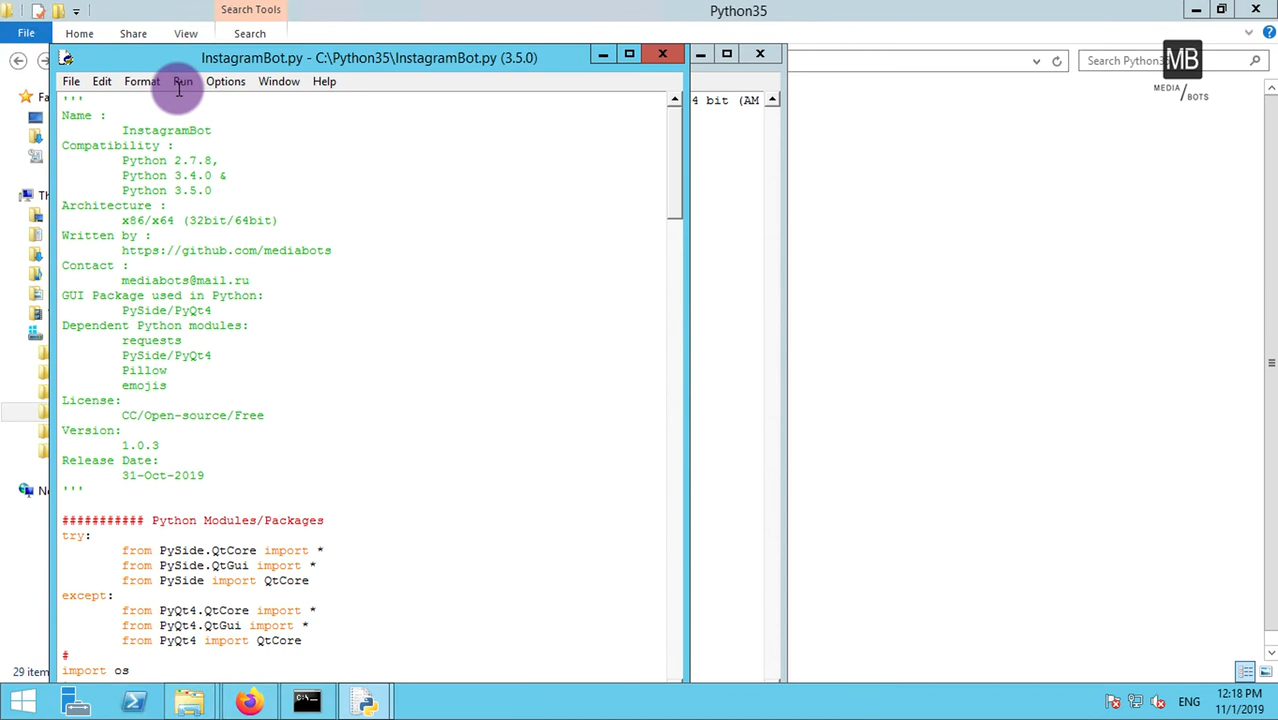 Search Tools
Python35
File
Home
Share
View
Search
InstagramBot.py - C:\Python35\InstagramBot.py (3.5.0)
Search Python3
MB
MEDIA
/BOTS
File Edit Format Run Options Window Help
4 bit (AM
'''
Name :
InstagramBot
Compatibility :
Python 2.7.8,
Python 3.4.0 &
Python 3.5.0
Architecture :
x86/x64 (32bit/64bit)
Written by :
https://github.com/mediabots
Contact :
mediabots@mail.ru
GUI Package used in Python:
PySide/PyQt4
Dependent Python modules:
requests
PySide/PyQt4
Pillow
emojis
License:
CC/Open-source/Free
Version:
1.0.3
Release Date:
31-Oct-2019
'''
########### Python Modules/Packages
try:
from PySide.QtCore import *
from PySide.QtGui import *
from PySide import QtCore
except:
from PyQt4.QtCore import *
from PyQt4.QtGui import *
from PyQt4 import QtCore
#
import os
Fa
Th
Ne
29 item
ENG
12:18 PM
11/1/2019